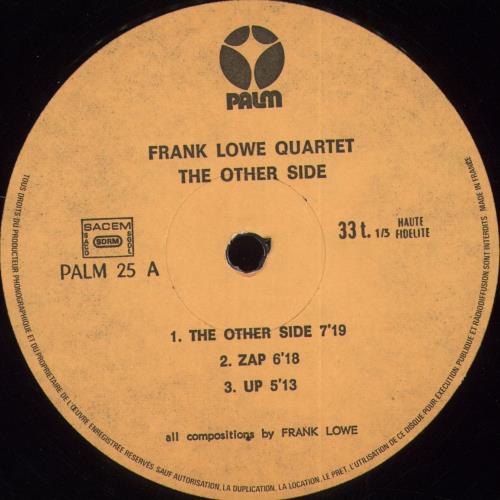 PALM
FRANK LOWE QUARTET
THE OTHER SIDE
SACEM
SACD
SDRM
SGDL
PALM 25 A
33 t. 1/3
HAUTE
FIDELITE
1. THE OTHER SIDE 7'19
2. ZAP 6'18
3. UP 5'13
all compositions by FRANK LOWE
TOUS DROITS DU PRODUCTEUR PHONOGRAPHIQUE ET DU PROPRIETAIRE DE L'ŒUVRE ENREGISTREE RESERVES SAUF AUTORISATION, LA DUPLICATION, LA LOCATION, LE PRET, L'UTILISATION DE CE DISQUE POUR EXECUTION PUBLIQUE ET RADIODIFFUSION SONT INTERDITS. MADE IN FRANCE